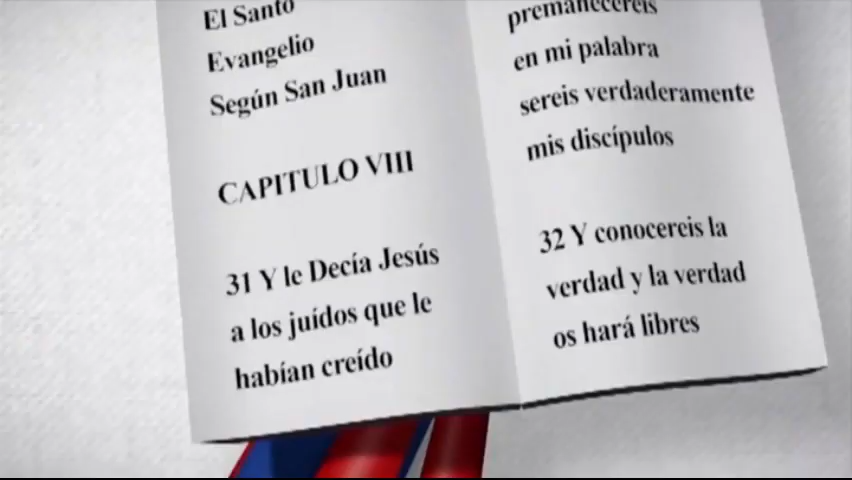 El Santo
Evangelio
Según San Juan
CAPITULO VIII
31 Y le Decía Jesús
a los juídos que le
habían creído
premanecereis
en mi palabra
sereis verdaderamente
mis discípulos
32 Y conocereis la
verdad y la verdad
os hará libres